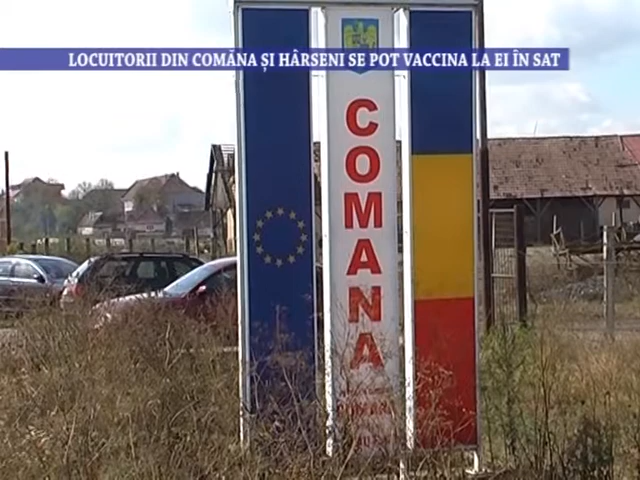 LOCUITORII DIN COMĂNA ȘI HÂRSENI SE POT VACCINA LA EI ÎN SAT
COMANA